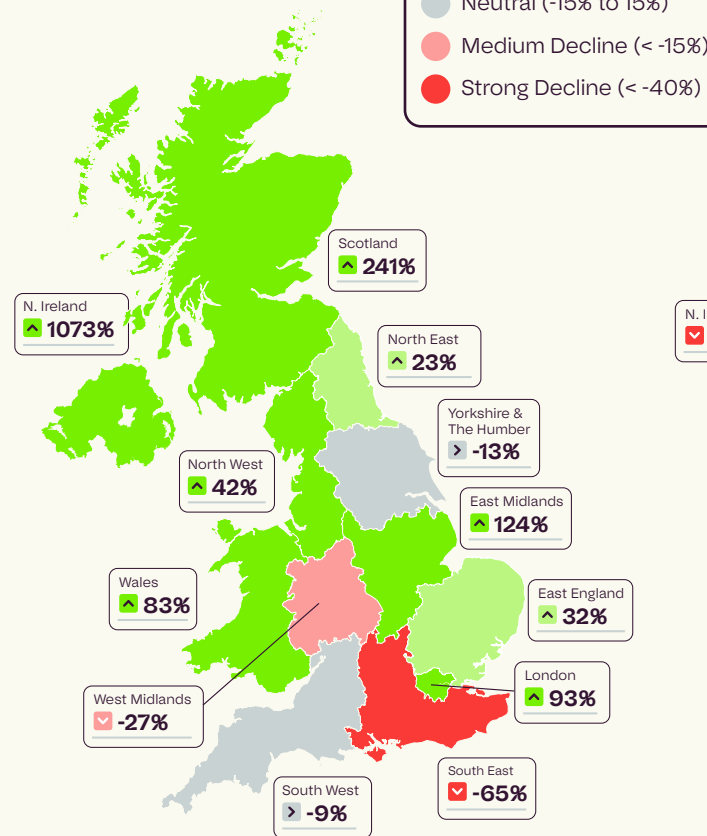 Neutral (-15% to 15%)
Medium Decline (< -15%)
Strong Decline (< -40%)
Scotland
241%
N. Ireland
1073%
North East
23%
Yorkshire &
The Humber
-13%
North West
42%
East Midlands
124%
Wales
83%
East England
32%
London
93%
West Midlands
-27%
South East
-65%
South West
-9%